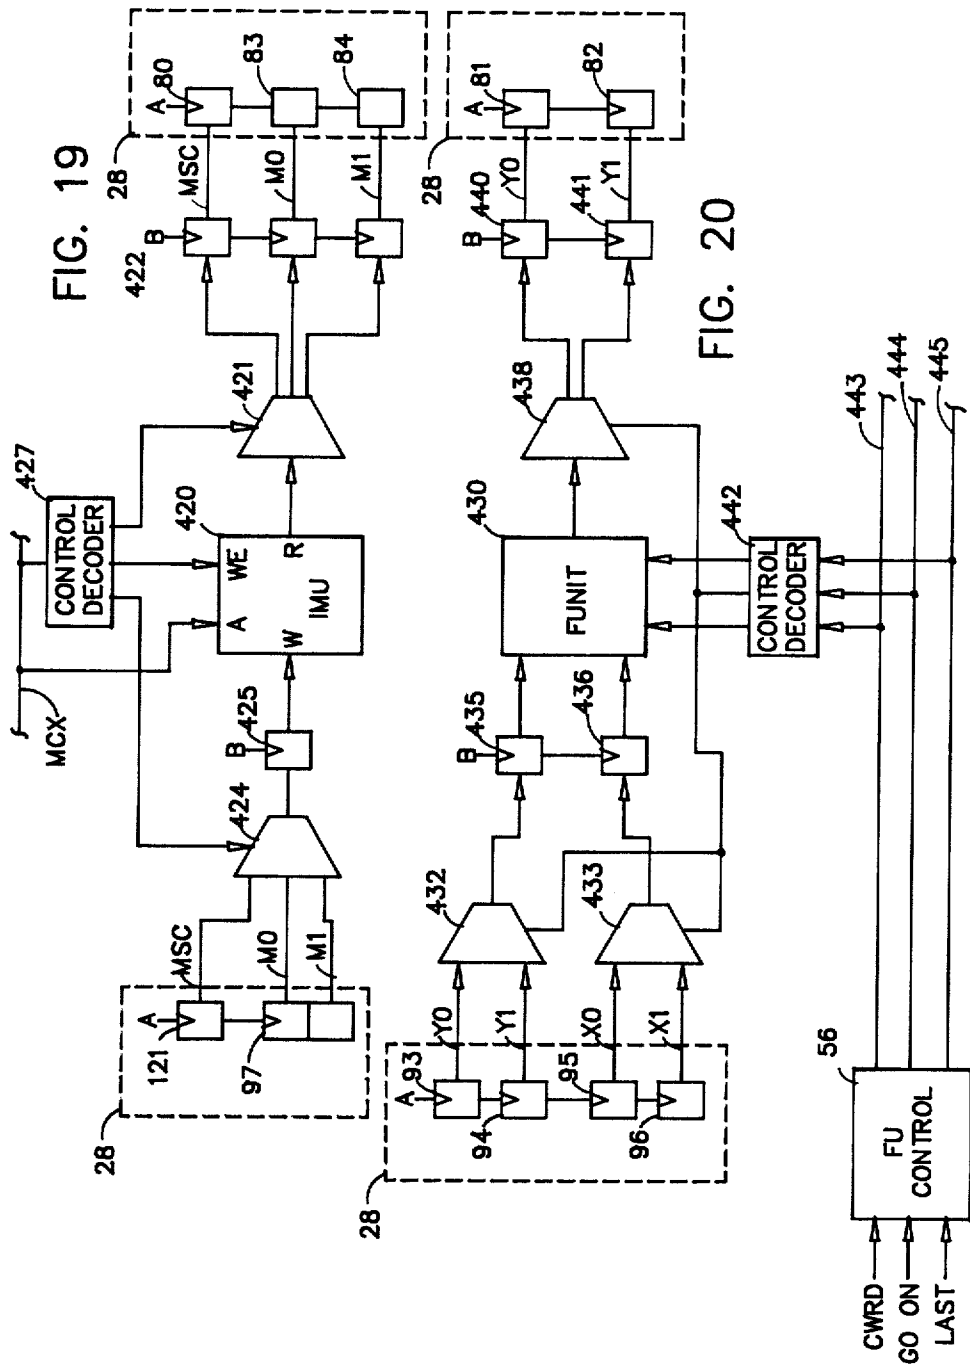 FIG. 19
28
A
80
83
84
MSC
M0
M1
B
422
421
427
CONTROL
DECODER
420
A
WE
W
R
IMU
MCX
B
425
424
MSC
M0
M1
A
121
97
28
FIG. 20
28
A
81
82
Y0
Y1
B
440
441
438
430
FUNIT
442
CONTROL
DECODER
443
444
445
B
435
436
432
433
Y0
Y1
X0
X1
A
93
94
95
96
28
56
FU
CONTROL
CWRD
GO ON
LAST